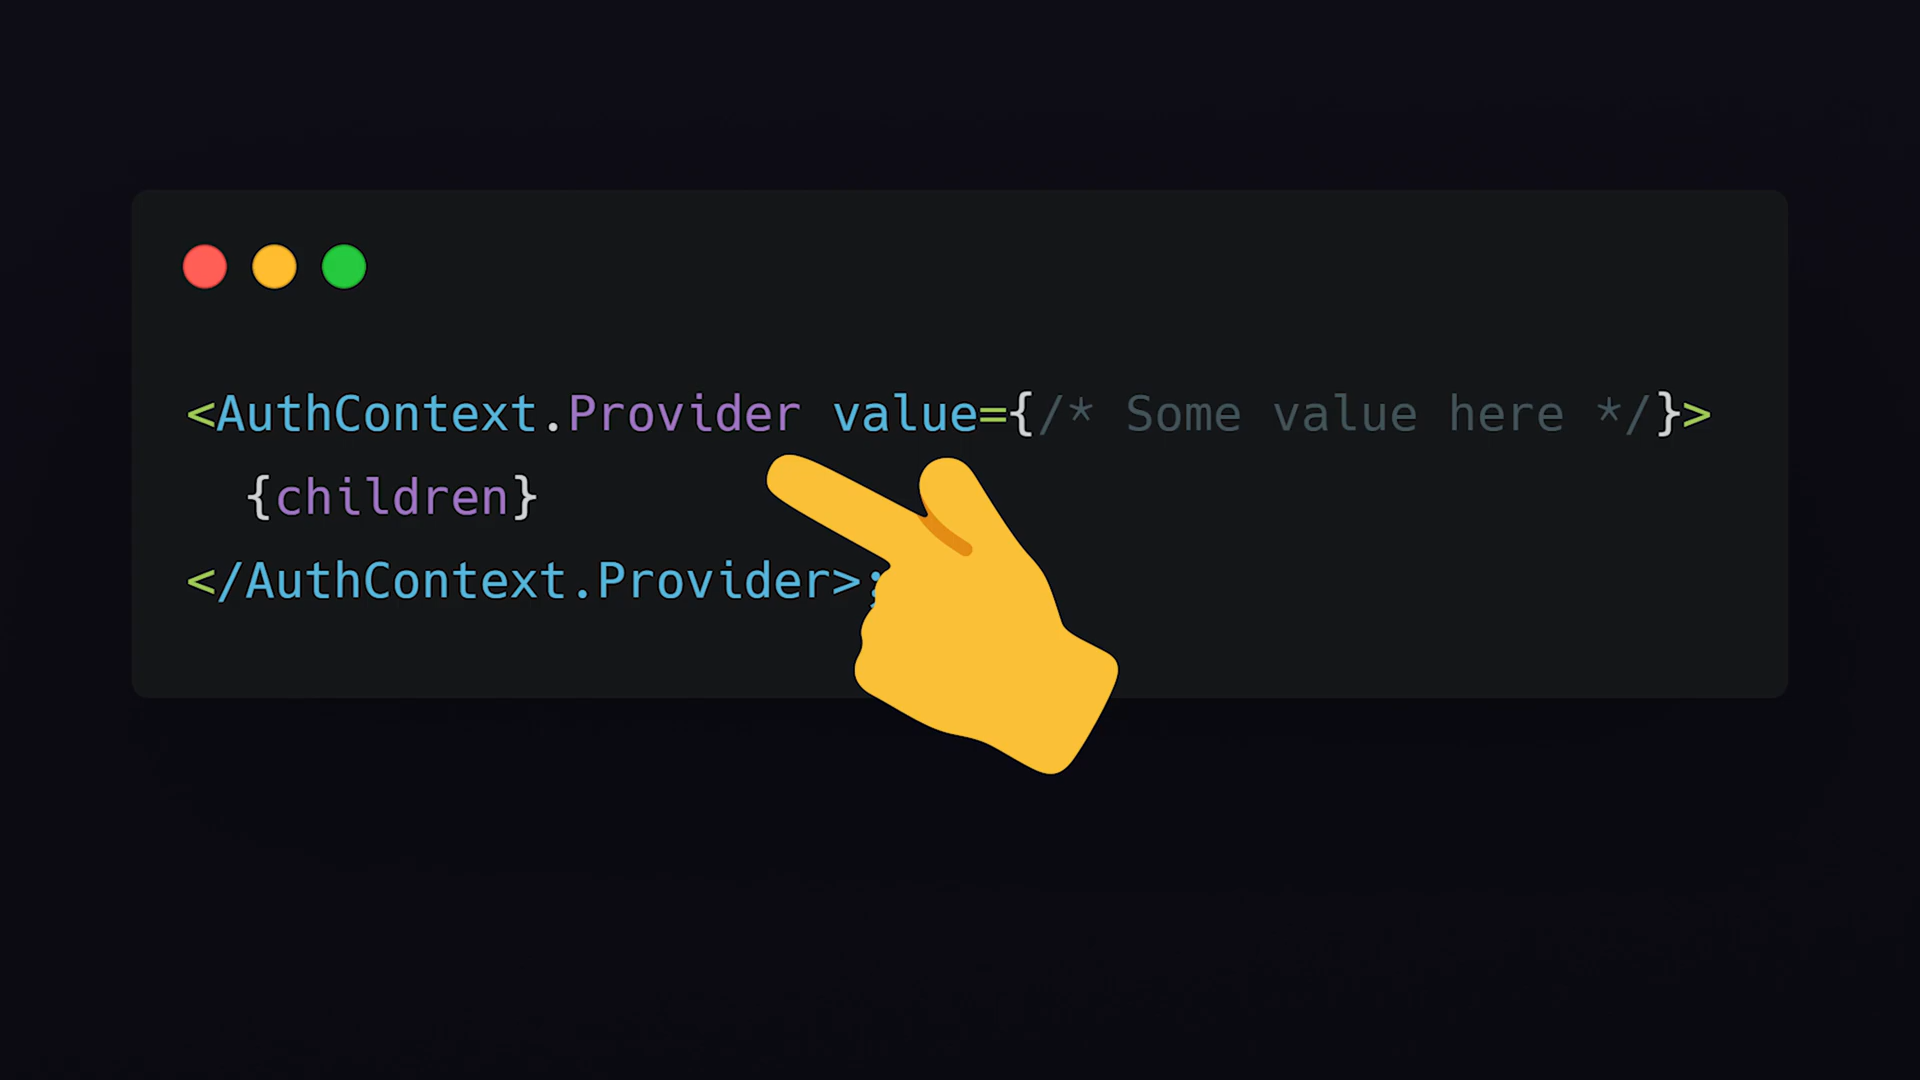 <AuthContext.Provider value={/* Some value here */}>
{children}
</AuthContext.Provider>;